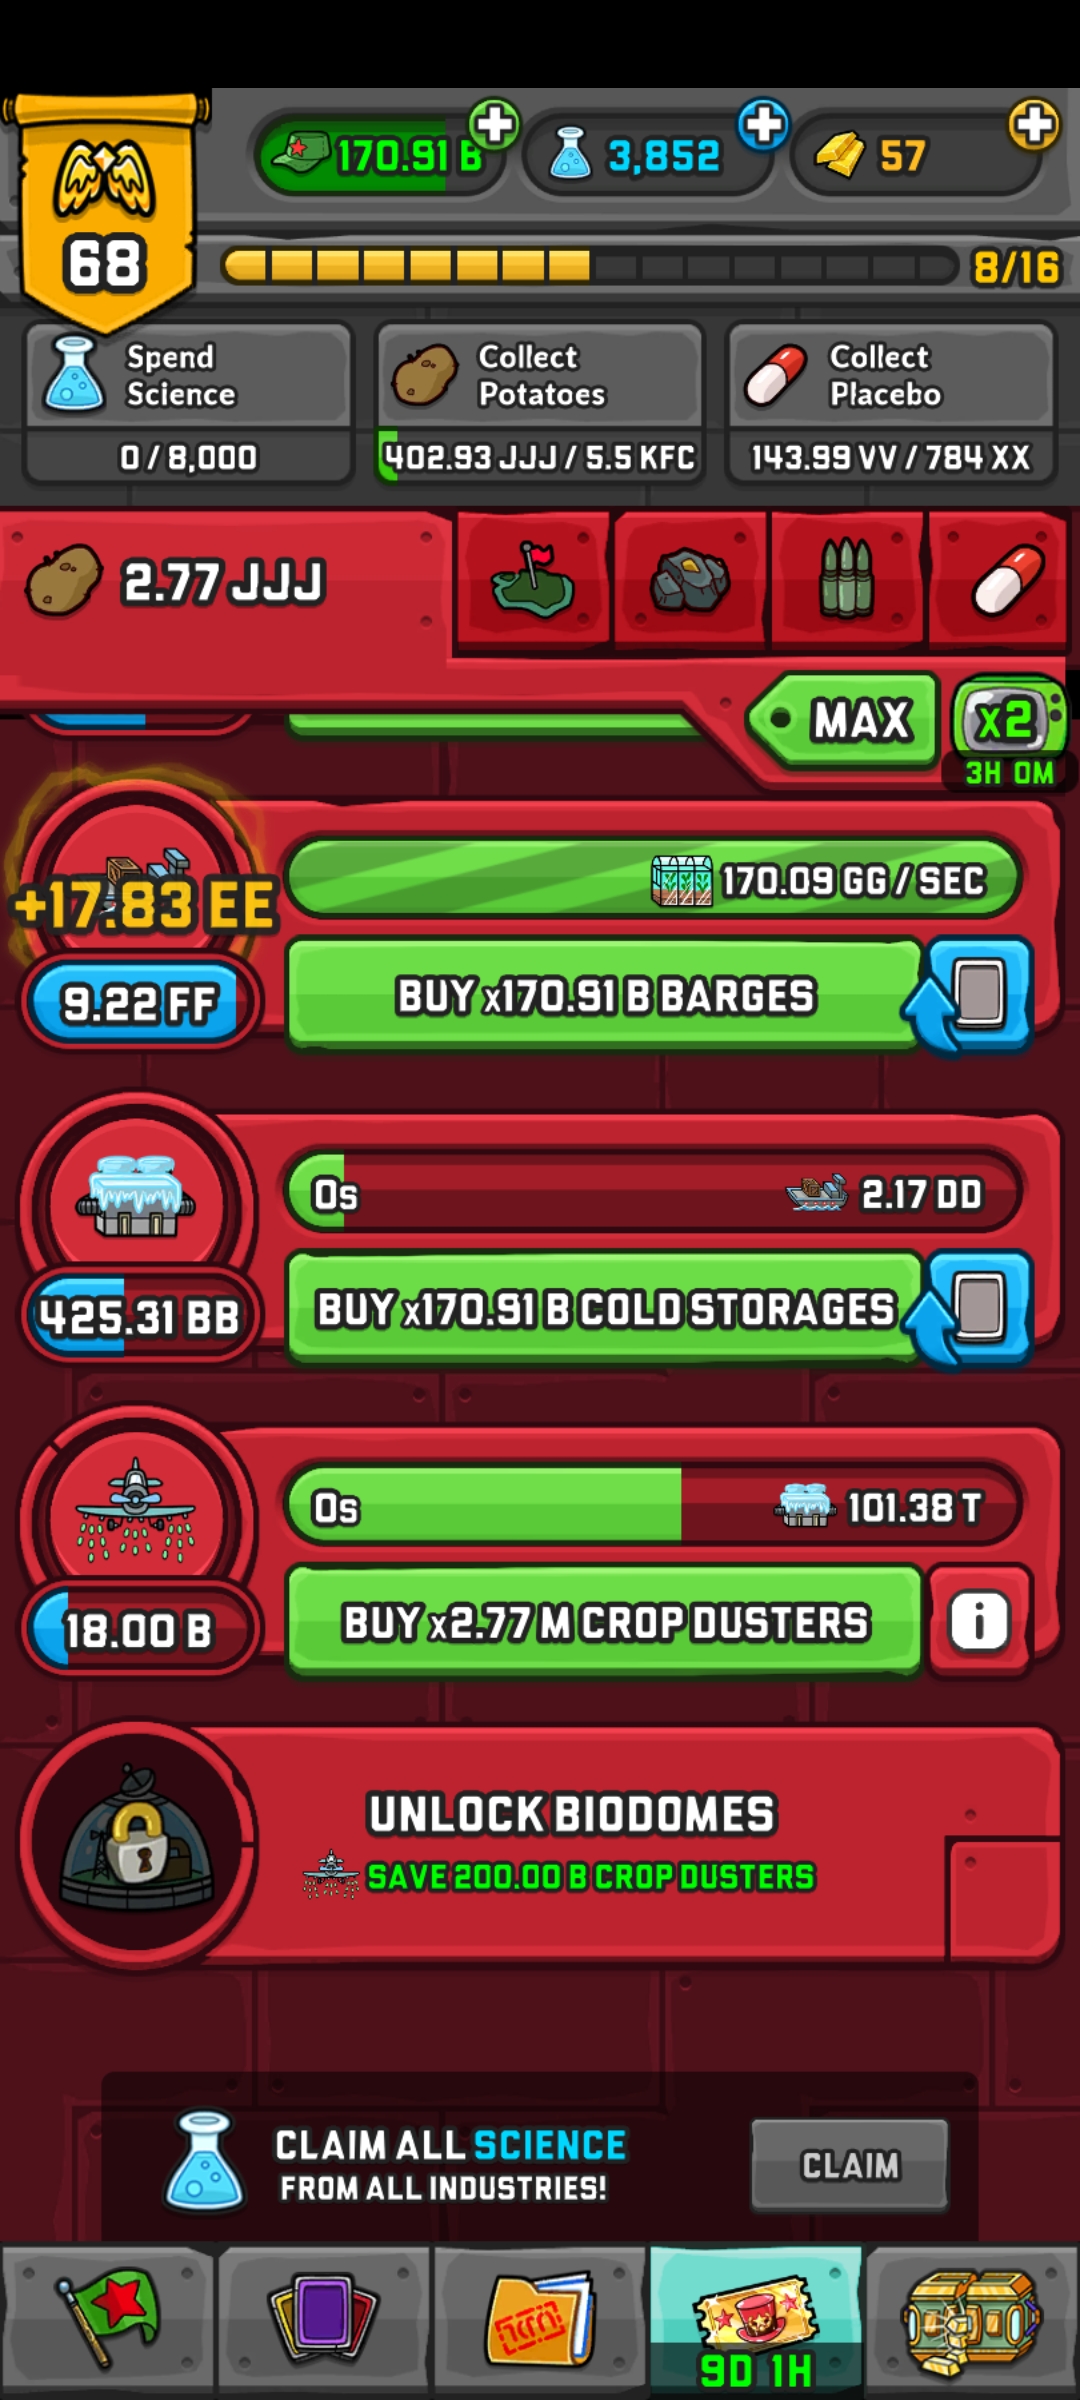 170.91 B
3,852
57
68
8/16
Spend
Science
0 / 8,000
Collect
Potatoes
402.93 JJJ / 5.5 KFC
Collect
Placebo
143.99 VV / 784 XX
2.77 JJJ
MAX
x2
3H 0M
+17.83 EE
170.09 GG / SEC
9.22 FF
BUY x170.91 B BARGES
0s
2.17 DD
425.31 BB
BUY x170.91 B COLD STORAGES
0s
101.38 T
18.00 B
BUY x2.77 M CROP DUSTERS
i
UNLOCK BIODOMES
SAVE 200.00 B CROP DUSTERS
CLAIM ALL SCIENCE
FROM ALL INDUSTRIES!
CLAIM
9D 1H